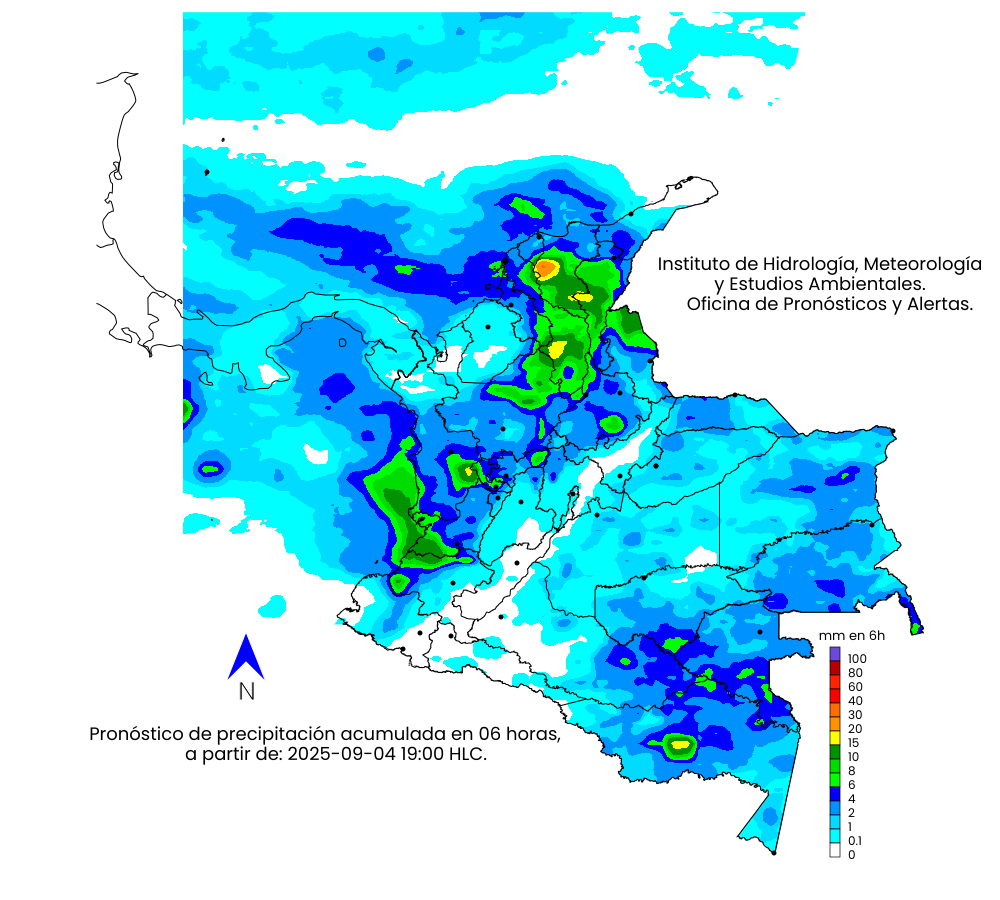 Instituto de Hidrología, Meteorología
y Estudios Ambientales.
Oficina de Pronósticos y Alertas.
mm en 6h
100
80
60
40
30
20
15
10
8
6
4
2
1
0.1
0
N
Pronóstico de precipitación acumulada en 06 horas,
a partir de: 2025-09-04 19:00 HLC.